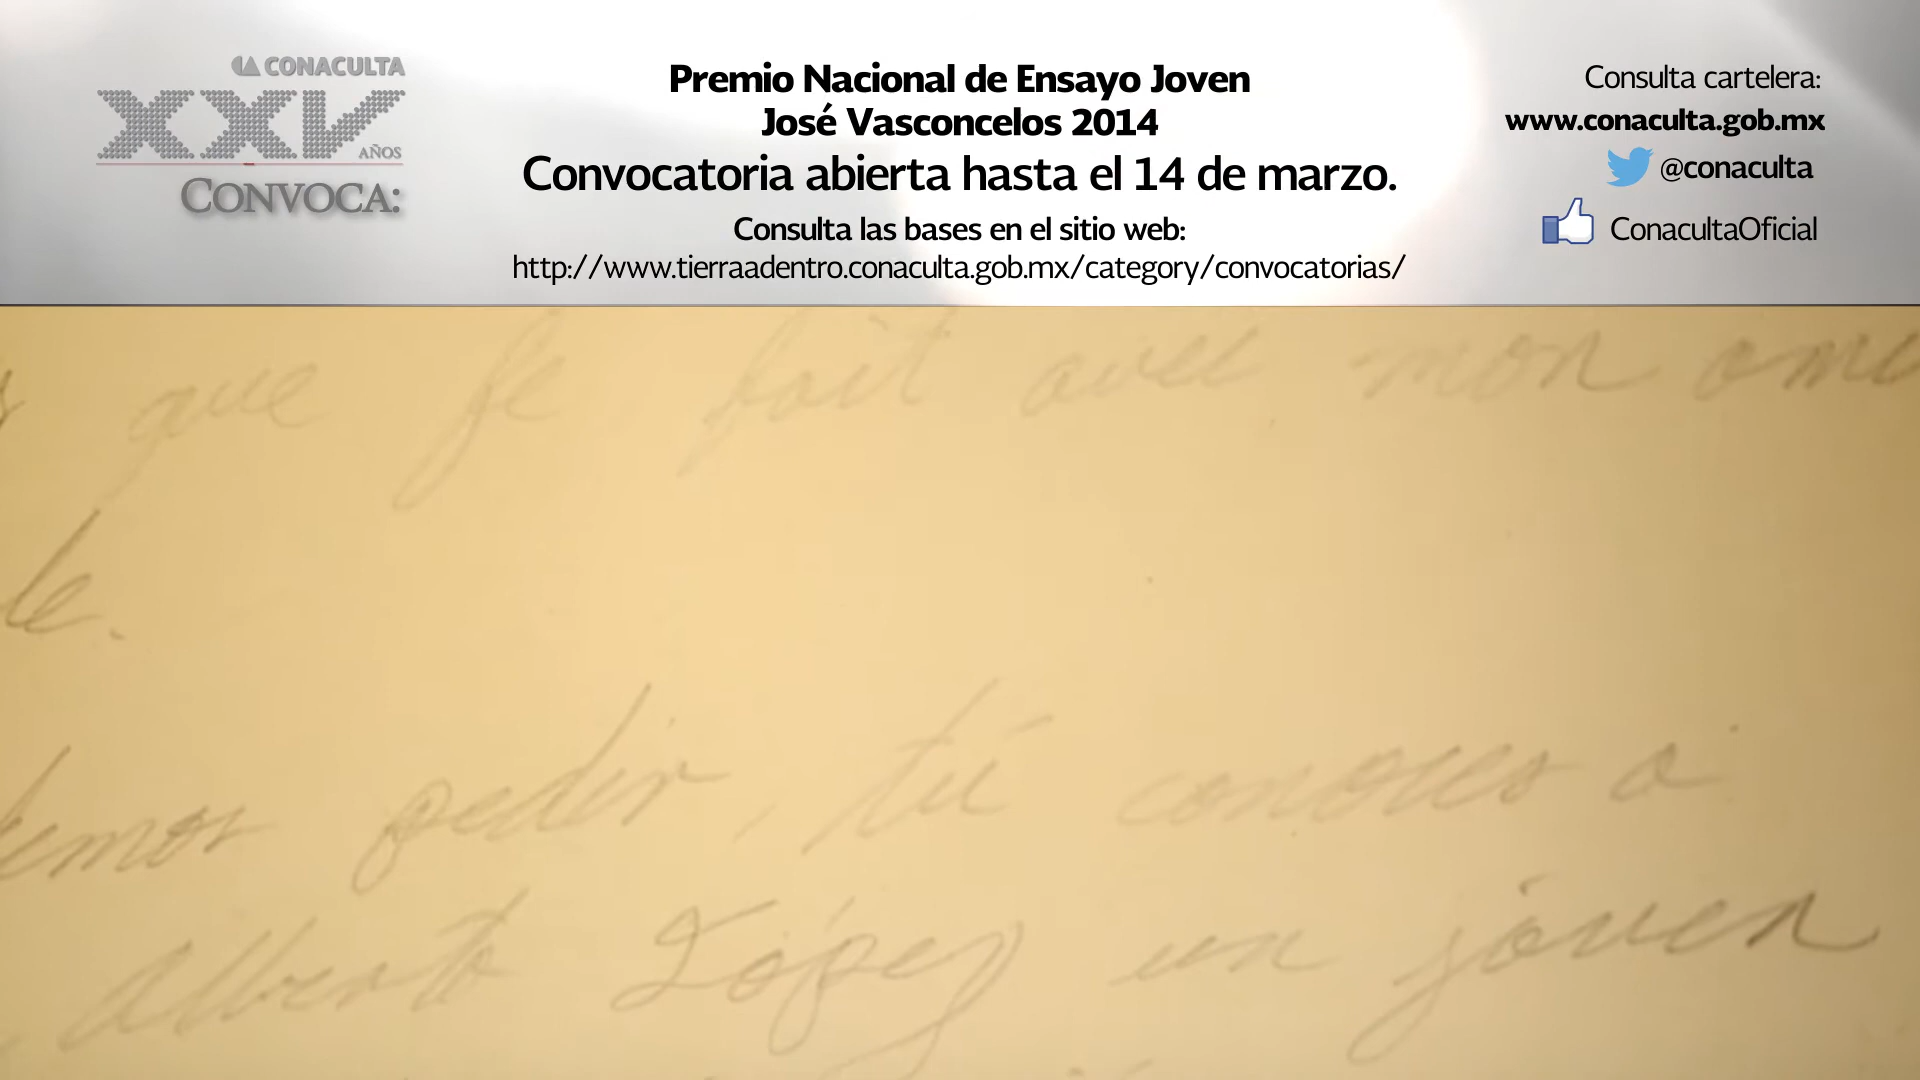 CONACULTA
XXV
AÑOS
CONVOCA:
Premio Nacional de Ensayo Joven
José Vasconcelos 2014
Convocatoria abierta hasta el 14 de marzo.
Consulta las bases en el sitio web:
http://www.tierraadentro.conaculta.gob.mx/category/convocatorias/
Consulta cartelera:
www.conaculta.gob.mx
@conaculta
ConacultaOficial
que fait avec mon
le.
pedir, tú conoces a
Alberto López un joven